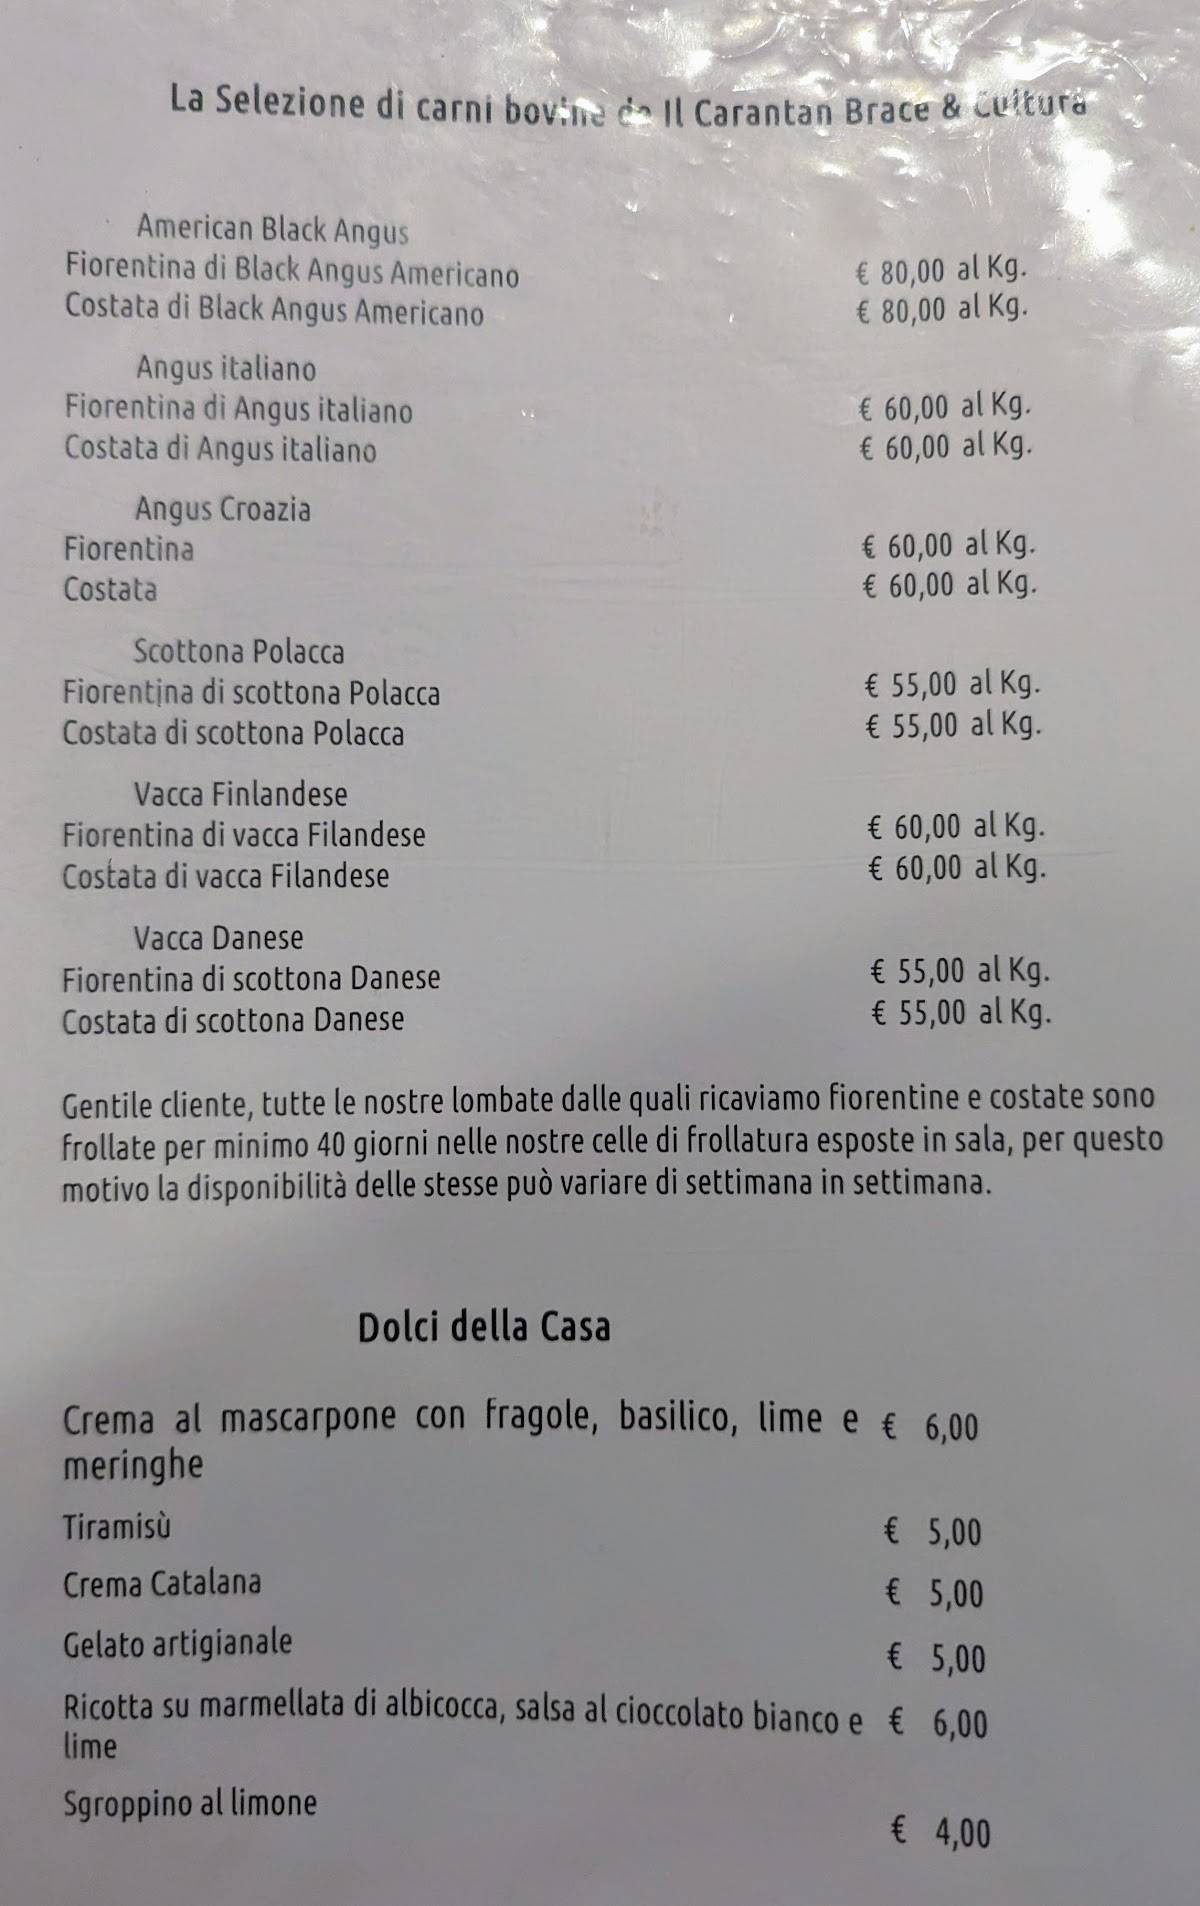 La Selezione di carni bovine da Il Carantan Brace & Cultura
American Black Angus
Fiorentina di Black Angus Americano € 80,00 al Kg.
Costata di Black Angus Americano € 80,00 al Kg.
Angus italiano
Fiorentina di Angus italiano € 60,00 al Kg.
Costata di Angus italiano € 60,00 al Kg.
Angus Croazia
Fiorentina € 60,00 al Kg.
Costata € 60,00 al Kg.
Scottona Polacca
Fiorentina di scottona Polacca € 55,00 al Kg.
Costata di scottona Polacca € 55,00 al Kg.
Vacca Finlandese
Fiorentina di vacca Filandese € 60,00 al Kg.
Costata di vacca Filandese € 60,00 al Kg.
Vacca Danese
Fiorentina di scottona Danese € 55,00 al Kg.
Costata di scottona Danese € 55,00 al Kg.
Gentile cliente, tutte le nostre lombate dalle quali ricaviamo fiorentine e costate sono
frollate per minimo 40 giorni nelle nostre celle di frollatura esposte in sala, per questo
motivo la disponibilità delle stesse può variare di settimana in settimana.
Dolci della Casa
Crema al mascarpone con fragole, basilico, lime e € 6,00
meringhe
Tiramisù € 5,00
Crema Catalana € 5,00
Gelato artigianale € 5,00
Ricotta su marmellata di albicocca, salsa al cioccolato bianco e € 6,00
lime
Sgroppino al limone € 4,00